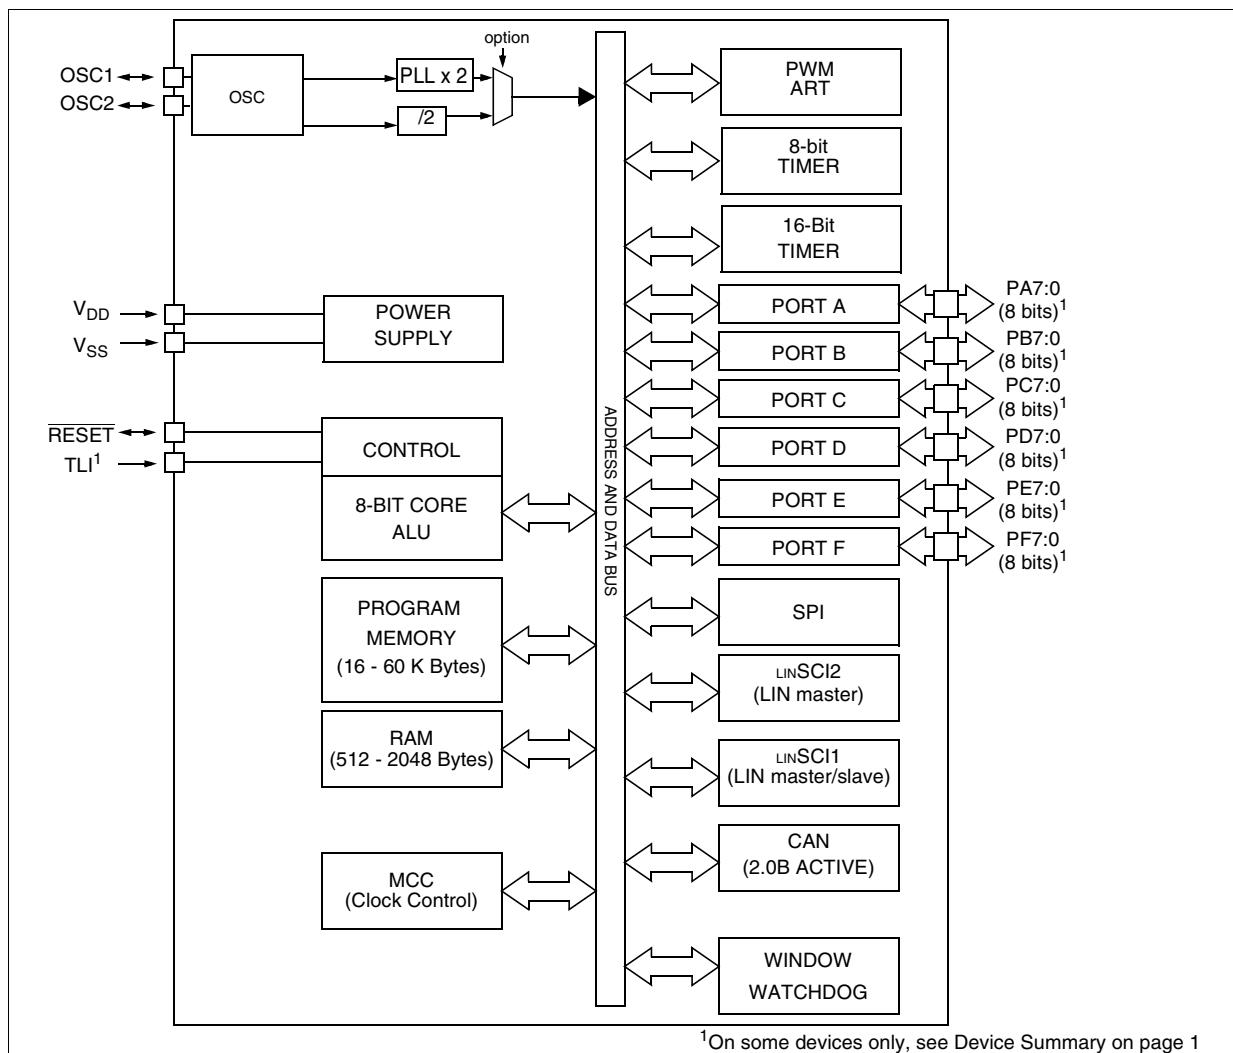 option
OSC1
OSC2
OSC
PLL x 2
/2
V_DD
V_SS
POWER
SUPPLY
RESET
TLI¹
CONTROL
8-BIT CORE
ALU
PROGRAM
MEMORY
(16 - 60 K Bytes)
RAM
(512 - 2048 Bytes)
MCC
(Clock Control)
ADDRESS AND DATA BUS
PWM
ART
8-bit
TIMER
16-Bit
TIMER
PORT A
PA7:0
(8 bits)¹
PORT B
PB7:0
(8 bits)¹
PORT C
PC7:0
(8 bits)¹
PORT D
PD7:0
(8 bits)¹
PORT E
PE7:0
(8 bits)¹
PORT F
PF7:0
(8 bits)¹
SPI
LINSCI2
(LIN master)
LINSCI1
(LIN master/slave)
CAN
(2.0B ACTIVE)
WINDOW
WATCHDOG
¹On some devices only, see Device Summary on page 1